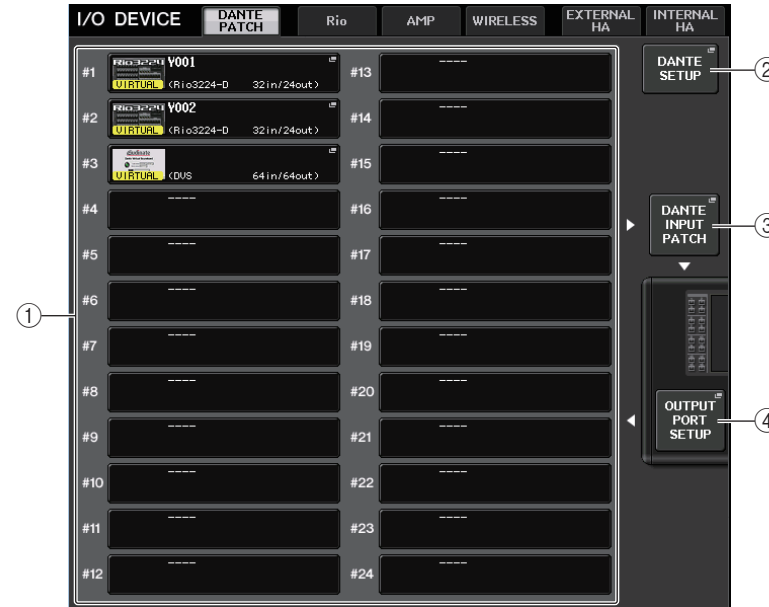 I/O DEVICE
DANTE PATCH
Rio
AMP
WIRELESS
EXTERNAL HA
INTERNAL HA
#1 Rio3224 Y001
VIRTUAL (Rio3224-D 32in/24out)
#2 Rio3224 Y002
VIRTUAL (Rio3224-D 32in/24out)
#3 Audinate
VIRTUAL (DVS 64in/64out)
#4 ----
#5 ----
#6 ----
#7 ----
#8 ----
#9 ----
#10 ----
#11 ----
#12 ----
#13 ----
#14 ----
#15 ----
#16 ----
#17 ----
#18 ----
#19 ----
#20 ----
#21 ----
#22 ----
#23 ----
#24 ----
DANTE
SETUP
DANTE
INPUT
PATCH
OUTPUT
PORT
SETUP
①
②
③
④